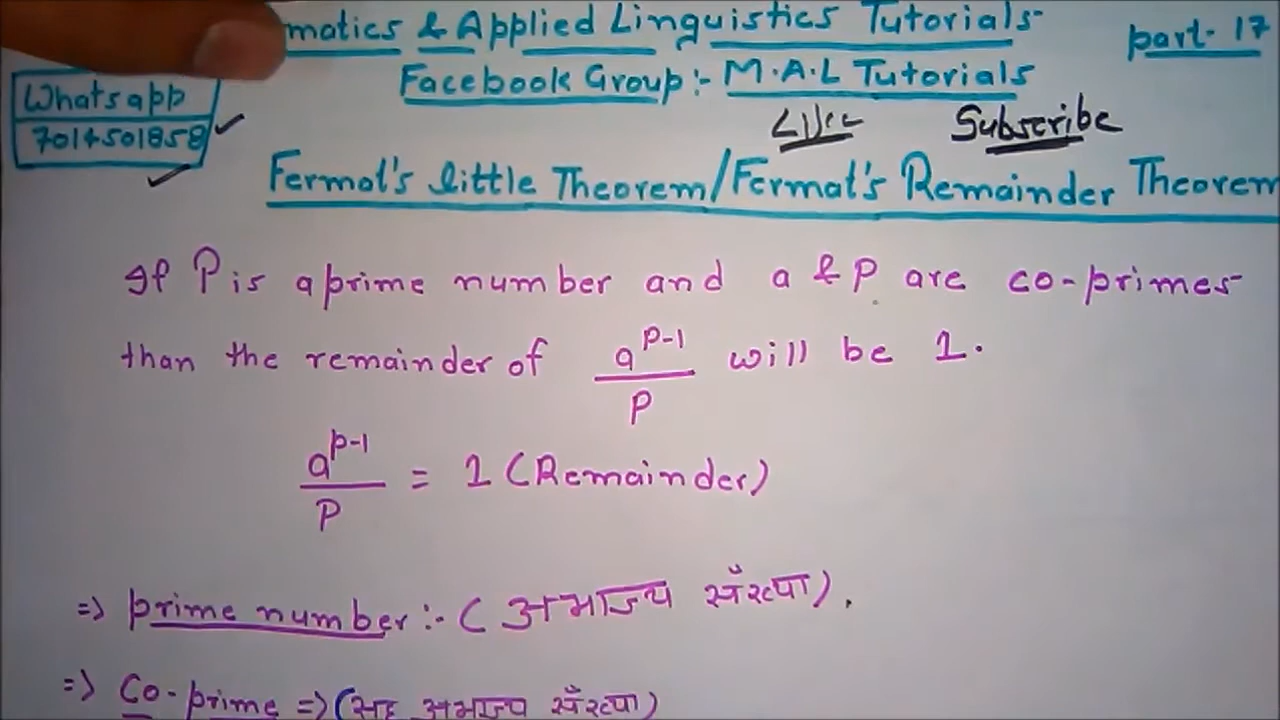 matics & Applied Linguistics Tutorials-
part-17
Facebook Group:- M.A.L Tutorials
Whatsapp
7014501858
Like Subscribe
Fermat's little Theorem/Fermat's Remainder Theorem
If P is a prime number and a & p are co-primes
than the remainder of a^{p-1}/P will be 1.
a^{p-1}/P = 1 (Remainder)
=> prime number:- (अभाज्य सँख्या).
=> Co-prime => (सह अभाज्य सँख्या)